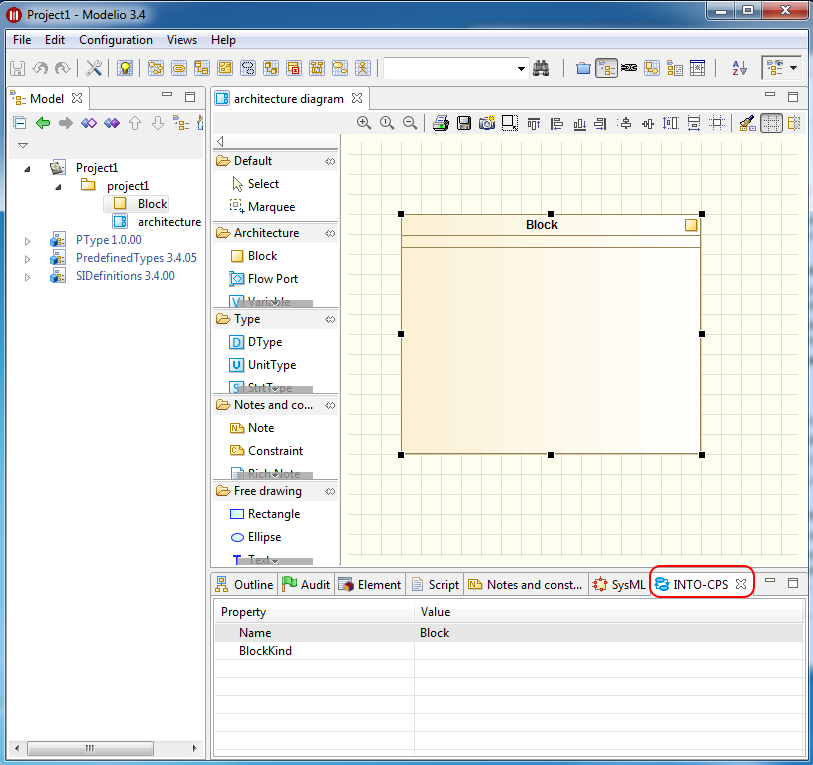 Project1 - Modelio 3.4
File Edit Configuration Views Help
Model
architecture diagram
Project1
project1
Block
architecture
PType 1.0.00
PredefinedTypes 3.4.05
SIDefinitions 3.4.00
Default
Select
Marquee
Architecture
Block
Flow Port
Variable
Type
DType
UnitType
StrtType
Notes and co...
Note
Constraint
Rich Note
Free drawing
Rectangle
Ellipse
Text
Block
Outline Audit Element Script Notes and const... SysML INTO-CPS
Property Value
Name Block
BlockKind